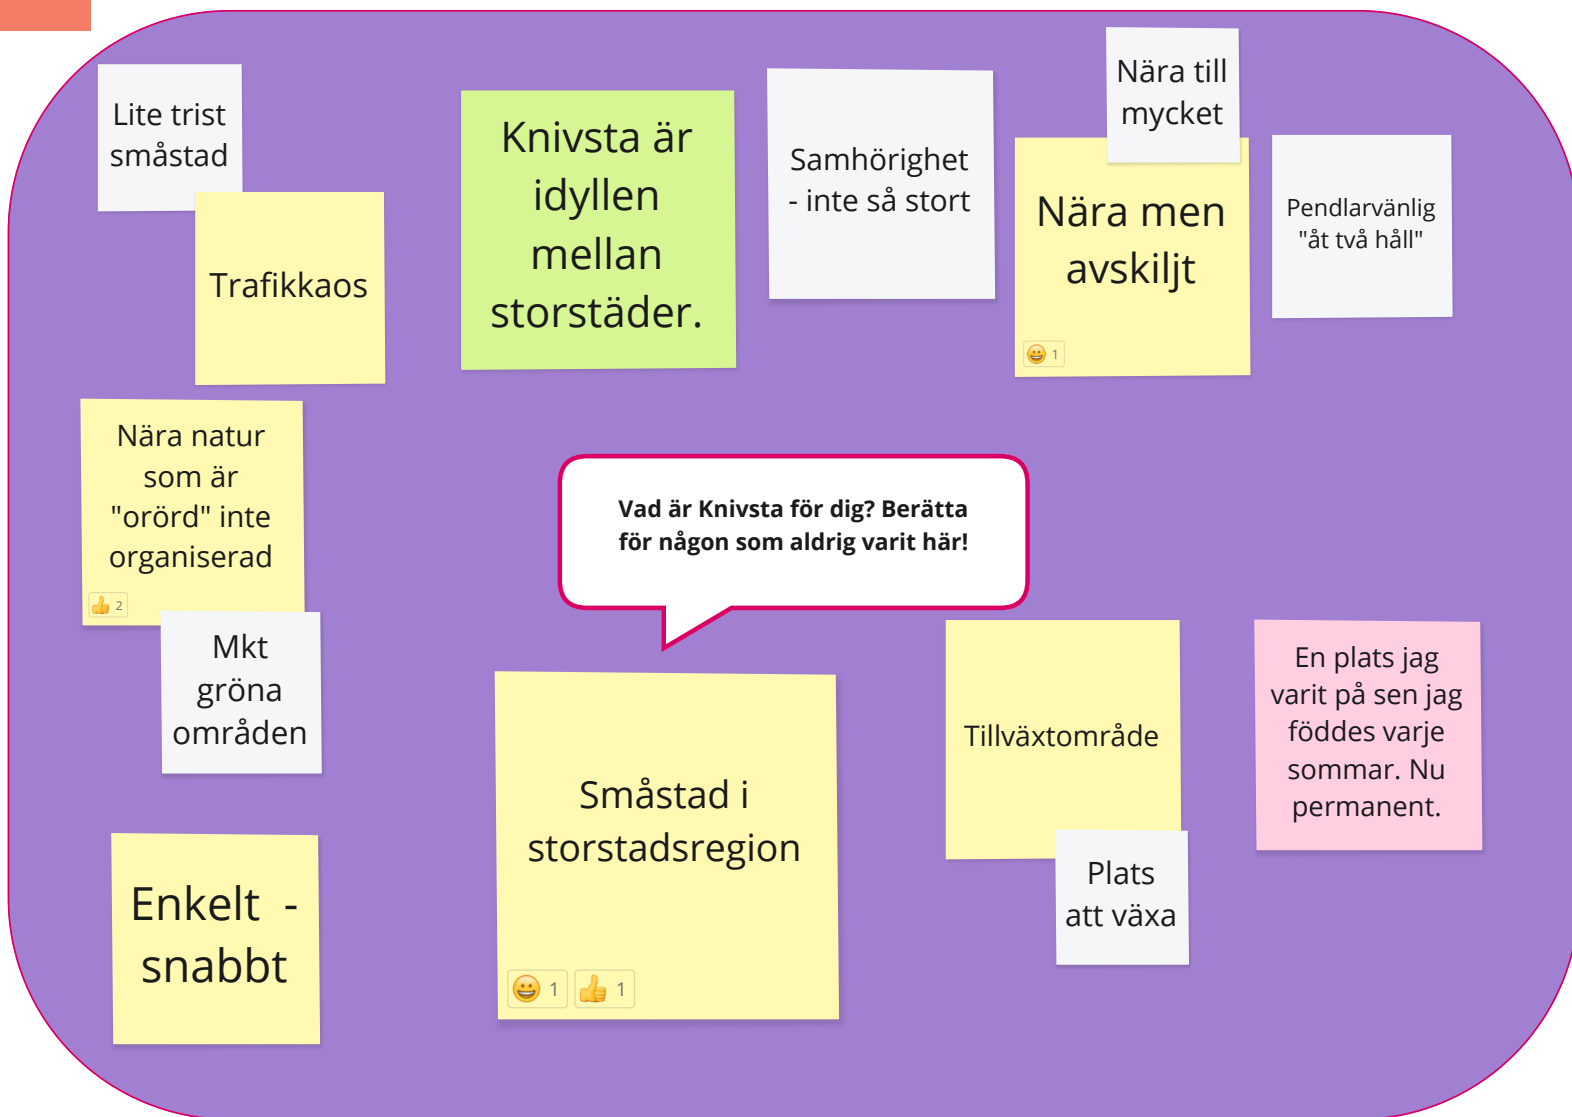 Lite trist
småstad
Trafikkaos
Knivsta är
idyllen
mellan
storstäder.
Samhörighet
- inte så stort
Nära till
mycket
Nära men
avskiljt
1
Pendlarvänlig
"åt två håll"
Nära natur
som är
"orörd" inte
organiserad
2
Mkt
gröna
områden
Vad är Knivsta för dig? Berätta
för någon som aldrig varit här!
Enkelt -
snabbt
Småstad i
storstadsregion
1 1
Tillväxtområde
Plats
att växa
En plats jag
varit på sen jag
föddes varje
sommar. Nu
permanent.